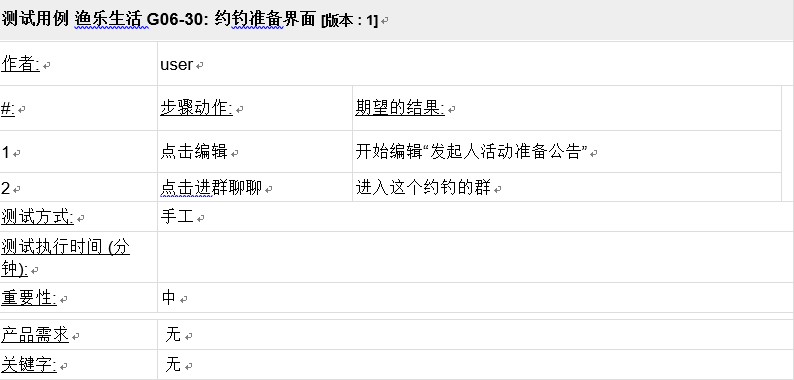 测试用例 渔乐生活 G06-30: 约钓准备界面 [版本 : 1]
作者: user
#: 步骤动作: 期望的结果:
1 点击编辑 开始编辑“发起人活动准备公告”
2 点击进群聊聊 进入这个约钓的群
测试方式: 手工
测试执行时间 (分
钟):
重要性: 中
产品需求 无
关键字: 无